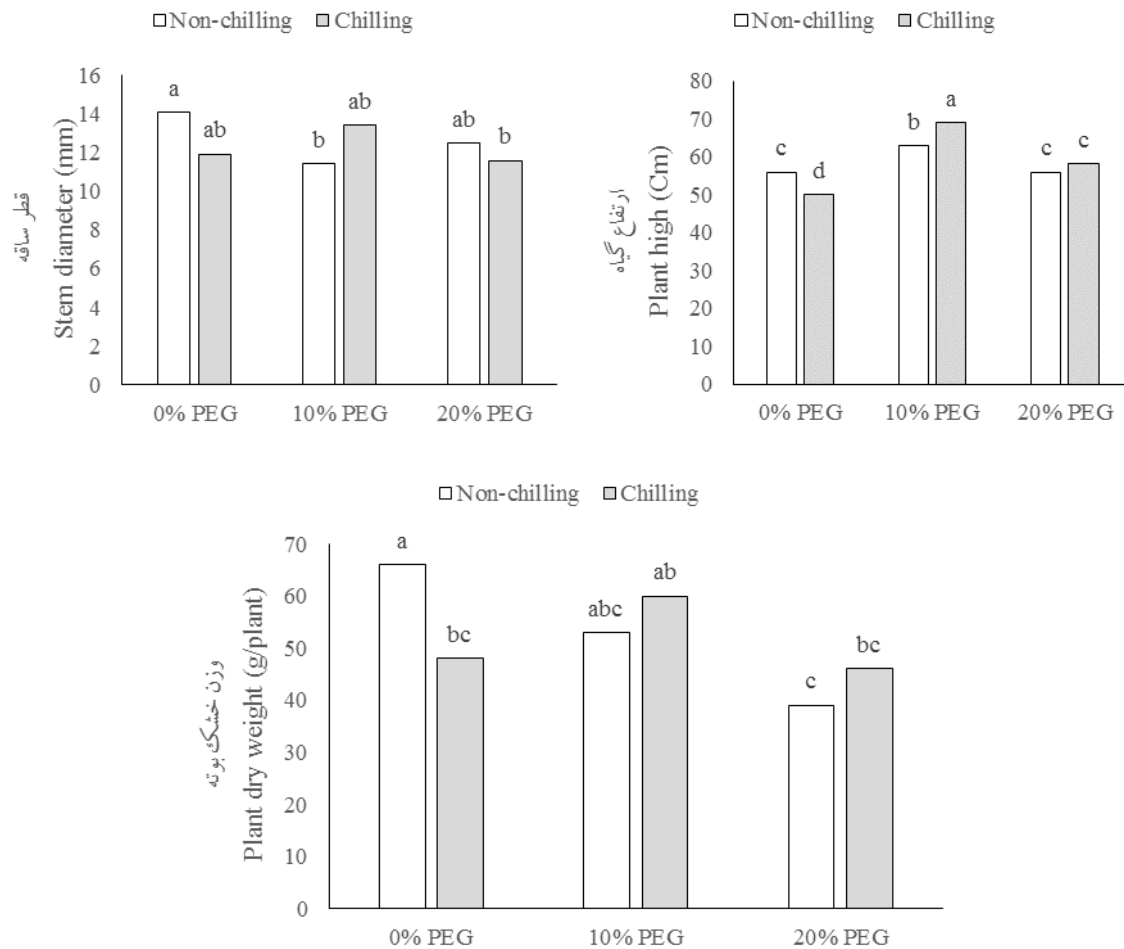 Non-chilling Chilling
16
14
12
10
8
6
4
2
0
a
ab
b
ab
ab
b
قطر ساقه
Stem diameter (mm)
0% PEG 10% PEG 20% PEG
Non-chilling Chilling
80
70
60
50
40
30
20
10
0
c
d
b
a
c
c
ارتفاع گیاه
Plant high (Cm)
0% PEG 10% PEG 20% PEG
Non-chilling Chilling
70
60
50
40
30
20
10
0
a
bc
abc
ab
c
bc
وزن خشک بوته
Plant dry weight (g/plant)
0% PEG 10% PEG 20% PEG